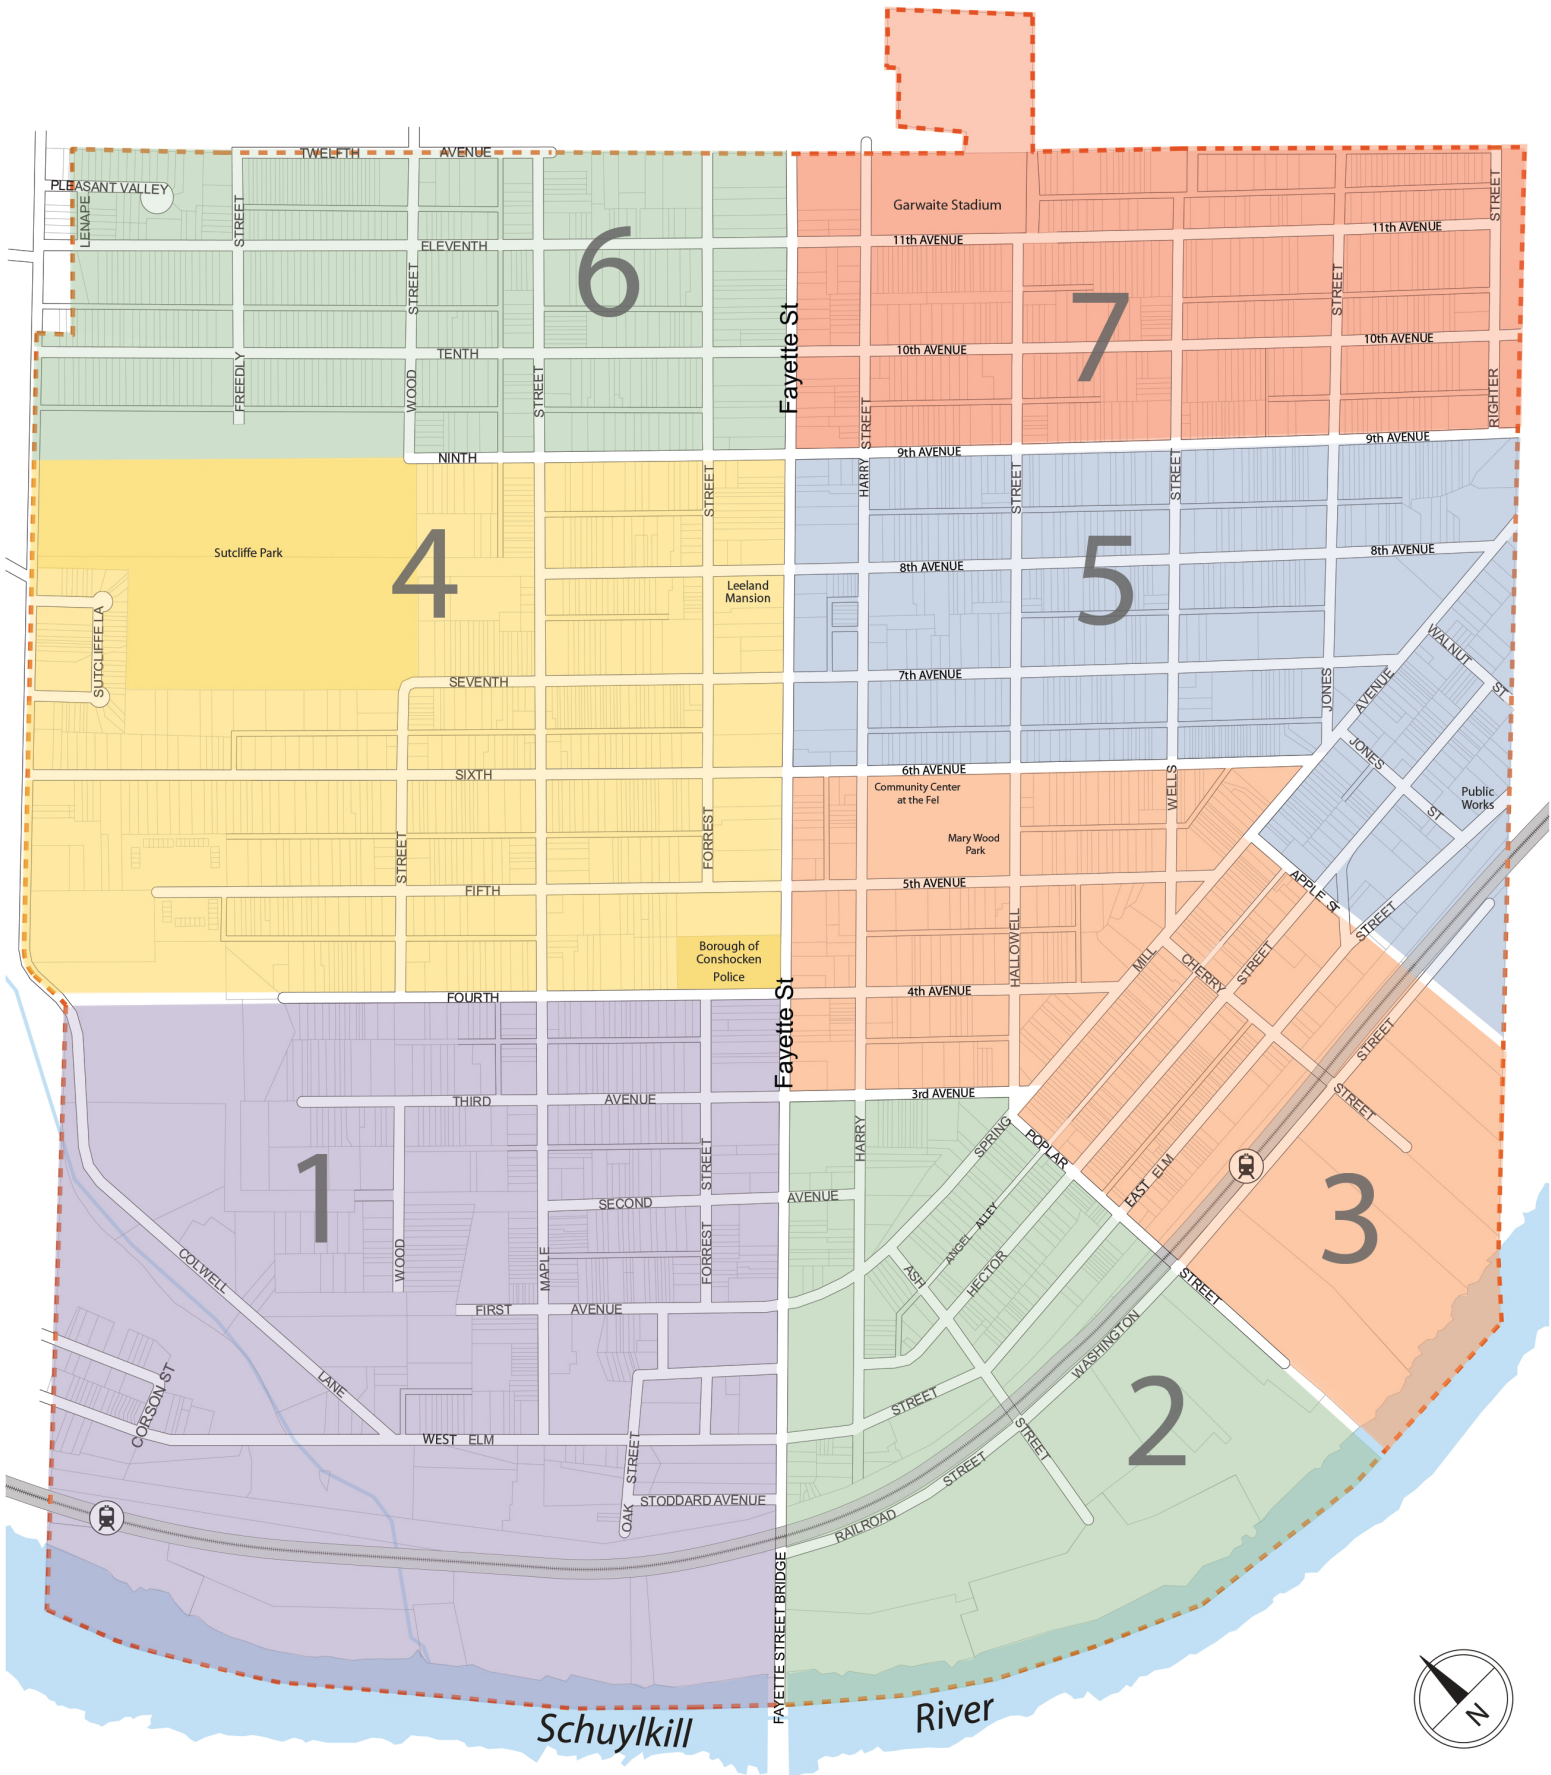 TWELFTH AVENUE
PLEASANT VALLEY
LENAPE
STREET
Garwaite Stadium
STREET
11th AVENUE
11th AVENUE
ELEVENTH
6
STREET
STREET
7
Fayette St
10th AVENUE
10th AVENUE
TENTH
FREEDLY
WOOD
STREET
STREET
RIGHTER
9th AVENUE
9th AVENUE
NINTH
HARRY
STREET
STREET
STREET
Sutcliffe Park
4
5
8th AVENUE
8th AVENUE
Leeland
Mansion
SUTCLIFFE LA
WALNUT
ST
7th AVENUE
SEVENTH
JONES
AVENUE
JONES
ST
6th AVENUE
SIXTH
Community Center
at the Fel
WELLS
Public
Works
Mary Wood
Park
FORREST
STREET
5th AVENUE
FIFTH
APPLE ST
STREET
HALLOWELL
Borough of
Conshocken
Police
MILL
CHERRY
STREET
4th AVENUE
FOURTH
Fayette St
STREET
STREET
3rd AVENUE
THIRD
AVENUE
HARRY
SPRING
POPLAR
STREET
EAST ELM
1
3
SECOND
AVENUE
ANGEL ALLEY
WOOD
MAPLE
FORREST
COLWELL
ASH
HECTOR
STREET
FIRST
AVENUE
WASHINGTON
LANE
CORSON ST
STREET
2
WEST ELM
STREET
STREET
STREET
OAK
STODDARD AVENUE
RAILROAD
FAYETTE STREET BRIDGE
Schuylkill
River
N